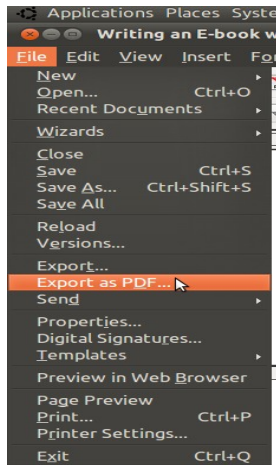 Applications Places Syste
Writing an E-book w
File Edit View Insert Fo
New
Open... Ctrl+O
Recent Documents
Wizards
Close
Save Ctrl+S
Save As... Ctrl+Shift+S
Save All
Reload
Versions...
Export...
Export as PDF...
Send
Properties...
Digital Signatures...
Templates
Preview in Web Browser
Page Preview
Print... Ctrl+P
Printer Settings...
Exit Ctrl+Q